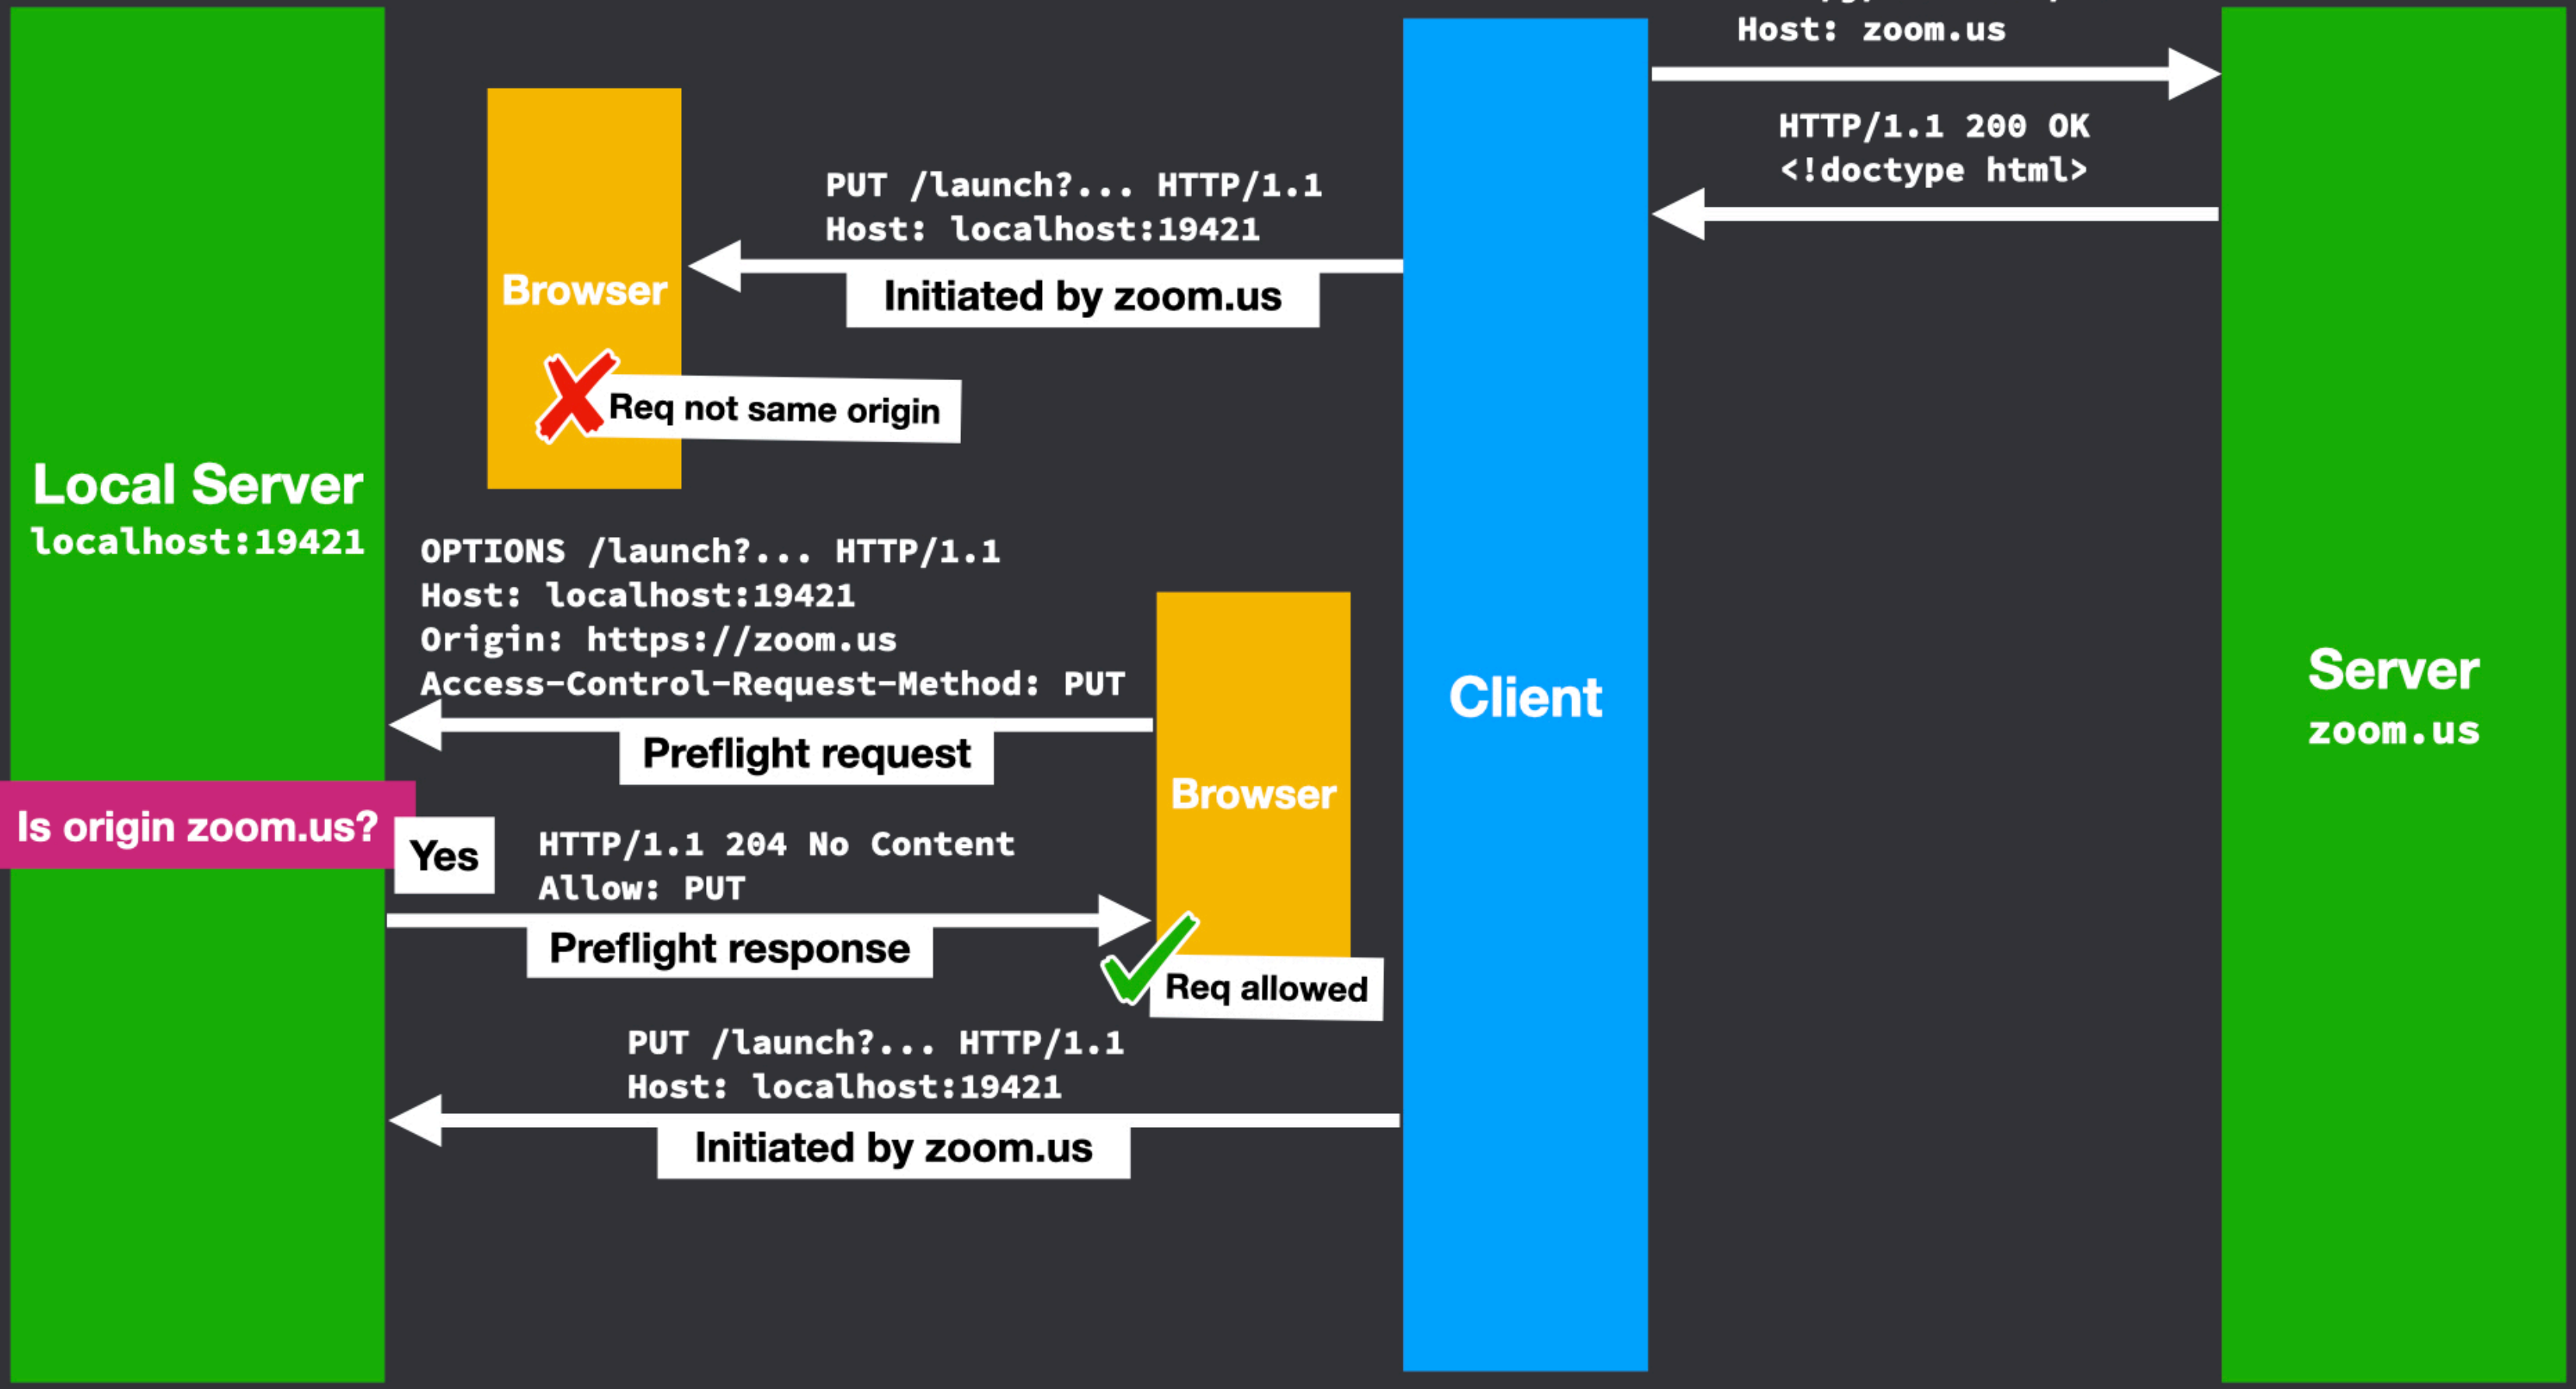 Host: zoom.us
HTTP/1.1 200 OK
<!doctype html>
PUT /launch?... HTTP/1.1
Host: localhost:19421
Initiated by zoom.us
Browser
Req not same origin
Local Server
localhost:19421
OPTIONS /launch?... HTTP/1.1
Host: localhost:19421
Origin: https://zoom.us
Access-Control-Request-Method: PUT
Preflight request
Browser
Client
Server
zoom.us
Is origin zoom.us?
Yes
HTTP/1.1 204 No Content
Allow: PUT
Preflight response
Req allowed
PUT /launch?... HTTP/1.1
Host: localhost:19421
Initiated by zoom.us